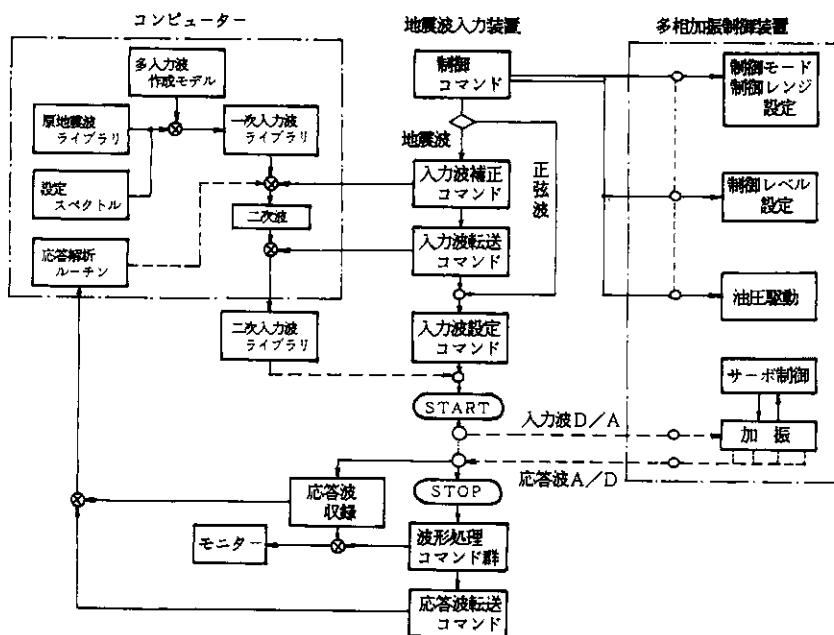 コンピューター
多入力波
作成モデル
原地震波
ライブラリ
一次入力波
ライブラリ
設定
スペクトル
二次波
応答解析
ルーチン
二次入力波
ライブラリ
地震波入力装置
制御
コマンド
地震波
正弦波
入力波補正
コマンド
入力波転送
コマンド
入力波設定
コマンド
START
入力波D/A
応答波A/D
STOP
応答波
収録
モニター
波形処理
コマンド群
応答波転送
コマンド
多相加振制御装置
制御モード
制御レンジ
設定
制御レベル
設定
油圧駆動
サーボ制御
加振